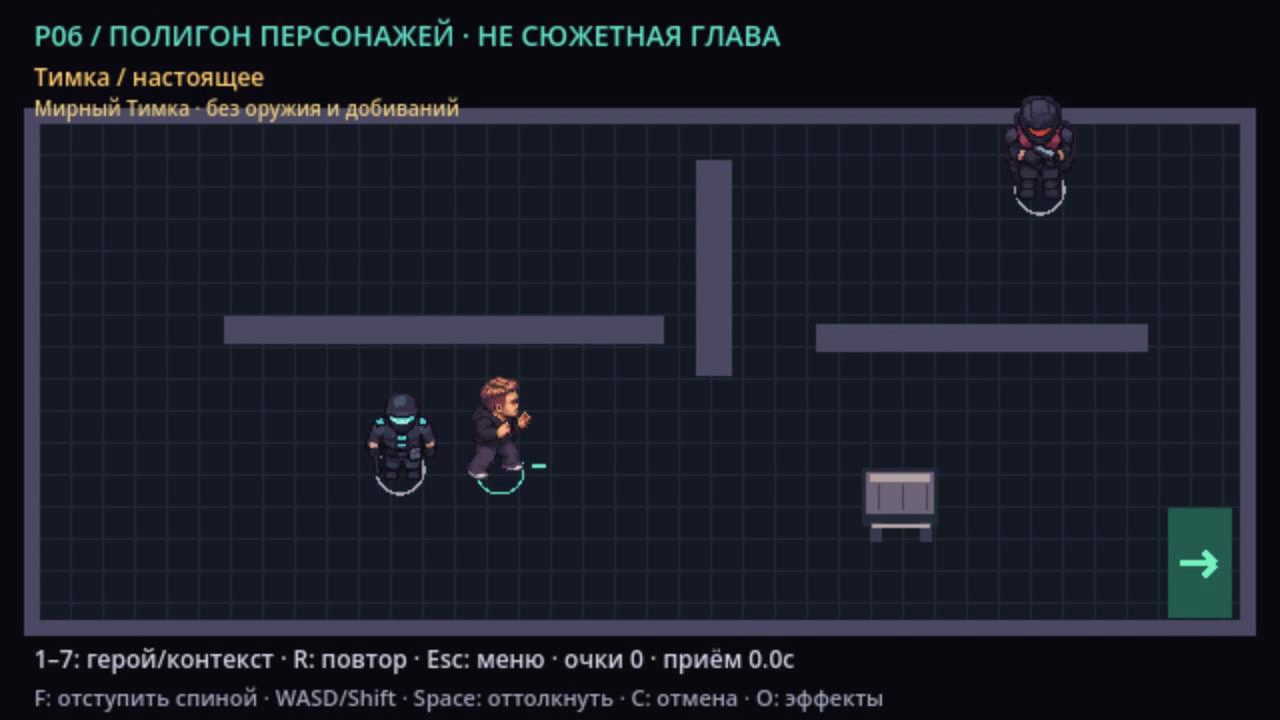 P06 / ПОЛИГОН ПЕРСОНАЖЕЙ · НЕ СЮЖЕТНАЯ ГЛАВА
Тимка / настоящее
Мирный Тимка · без оружия и добиваний
→
1–7: герой/контекст · R: повтор · Esc: меню · очки 0 · приём 0.0с
F: отступить спиной · WASD/Shift · Space: оттолкнуть · C: отмена · O: эффекты